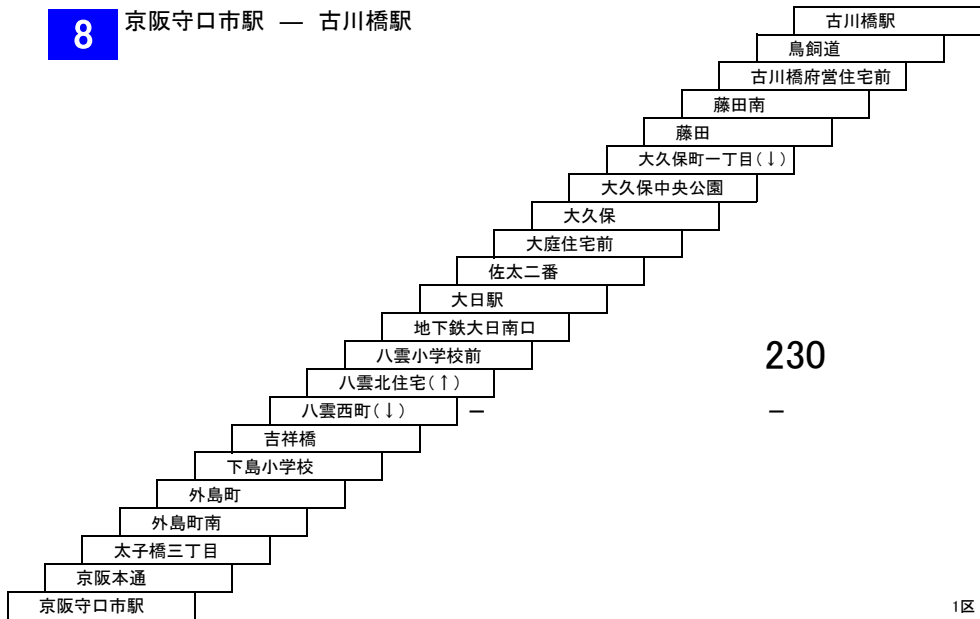 8
京阪守口市駅 ― 古川橋駅
古川橋駅
鳥飼道
古川橋府営住宅前
藤田南
藤田
大久保町一丁目(↓)
大久保中央公園
大久保
大庭住宅前
佐太二番
大日駅
地下鉄大日南口
八雲小学校前
230
八雲北住宅(↑)
八雲西町(↓) － －
吉祥橋
下島小学校
外島町
外島町南
太子橋三丁目
京阪本通
京阪守口市駅
1区